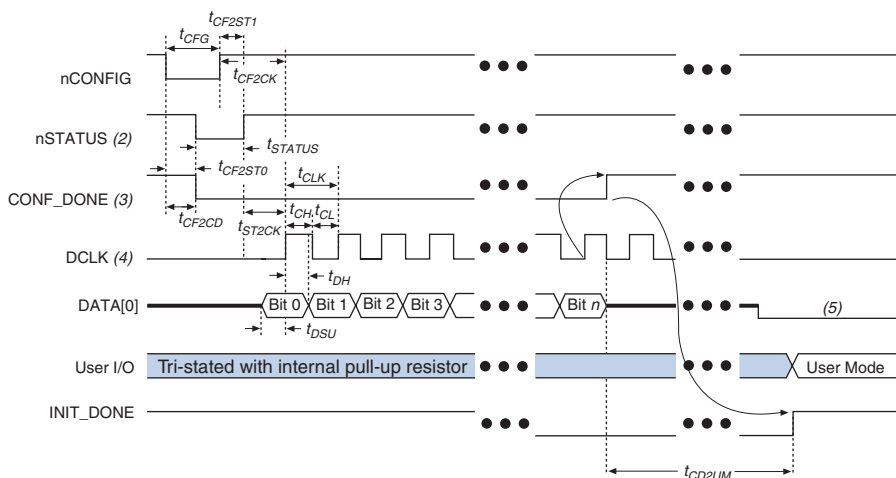 tCF2ST1
tCFG
nCONFIG
tCF2CK
nSTATUS (2)
tSTATUS
tCF2ST0
tCLK
CONF_DONE (3)
tCF2CD
tCH
tCL
tST2CK
DCLK (4)
tDH
DATA[0]
Bit 0
Bit 1
Bit 2
Bit 3
Bit n
(5)
tDSU
User I/O
Tri-stated with internal pull-up resistor
User Mode
INIT_DONE
tCD2UM